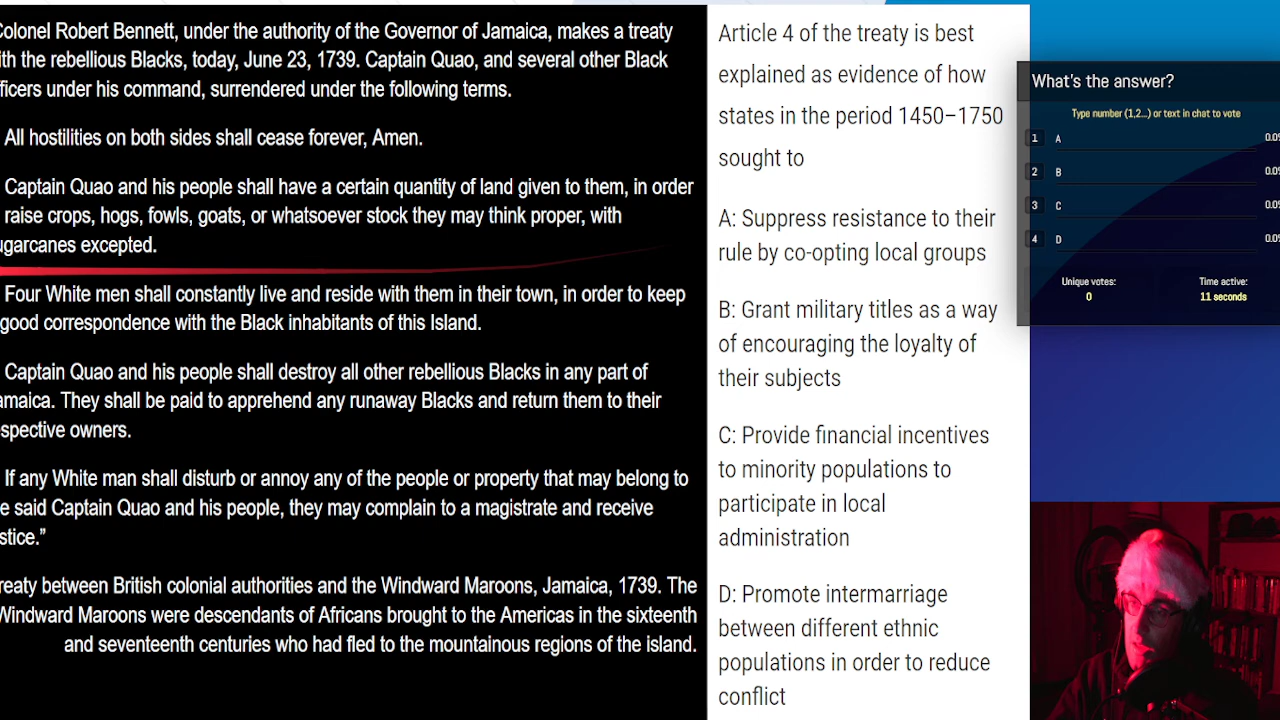 Colonel Robert Bennett, under the authority of the Governor of Jamaica, makes a treaty
the rebellious Blacks, today, June 23, 1739. Captain Quao, and several other Black
under his command, surrendered under the following terms.
All hostilities on both sides shall cease forever, Amen.
Captain Quao and his people shall have a certain quantity of land given to them, in order
raise crops, hogs, fowls, goats, or whatsoever stock they may think proper, with
excepted.
Four White men shall constantly live and reside with them in their town, in order to keep
good correspondence with the Black inhabitants of this Island.
Captain Quao and his people shall destroy all other rebellious Blacks in any part of
They shall be paid to apprehend any runaway Blacks and return them to their
owners.
If any White man shall disturb or annoy any of the people or property that may belong to
said Captain Quao and his people, they may complain to a magistrate and receive
between British colonial authorities and the Windward Maroons, Jamaica, 1739. The
Windward Maroons were descendants of Africans brought to the Americas in the sixteenth
and seventeenth centuries who had fled to the mountainous regions of the island.
Article 4 of the treaty is best
explained as evidence of how
states in the period 1450–1750
sought to
A: Suppress resistance to their
rule by co-opting local groups
B: Grant military titles as a way
of encouraging the loyalty of
their subjects
C: Provide financial incentives
to minority populations to
participate in local
administration
D: Promote intermarriage
between different ethnic
populations in order to reduce
conflict
What's the answer?
Type number (1,2...) or text in chat to vote
1 A 0.0%
2 B 0.0%
3 C 0.0%
4 D 0.0%
Unique votes: Time active:
0 11 seconds